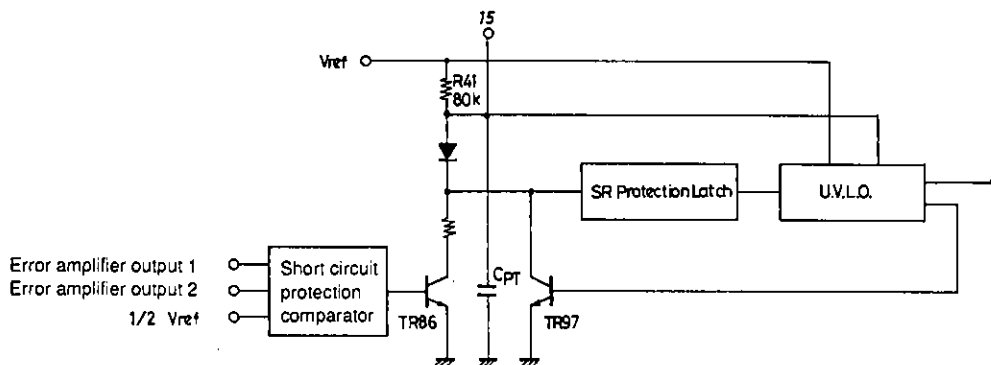 15
Vref
R41
80k
SR Protection Latch
U.V.L.O.
Error amplifier output 1
Error amplifier output 2
1/2 Vref
Short circuit
protection
comparator
TR86
CPT
TR97